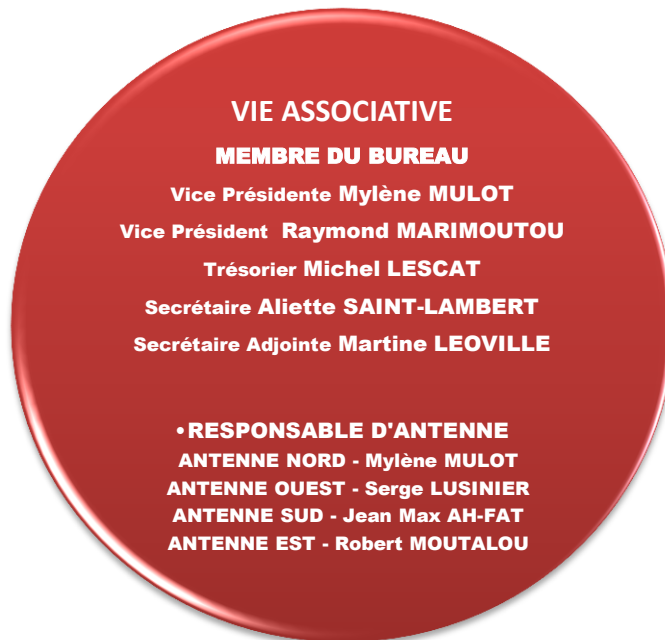 VIE ASSOCIATIVE
MEMBRE DU BUREAU
Vice Présidente Mylène MULOT
Vice Président Raymond MARIMOUTOU
Trésorier Michel LESCAT
Secrétaire Aliette SAINT-LAMBERT
Secrétaire Adjointe Martine LEOVILLE
•RESPONSABLE D'ANTENNE
ANTENNE NORD - Mylène MULOT
ANTENNE OUEST - Serge LUSINIER
ANTENNE SUD - Jean Max AH-FAT
ANTENNE EST - Robert MOUTALOU